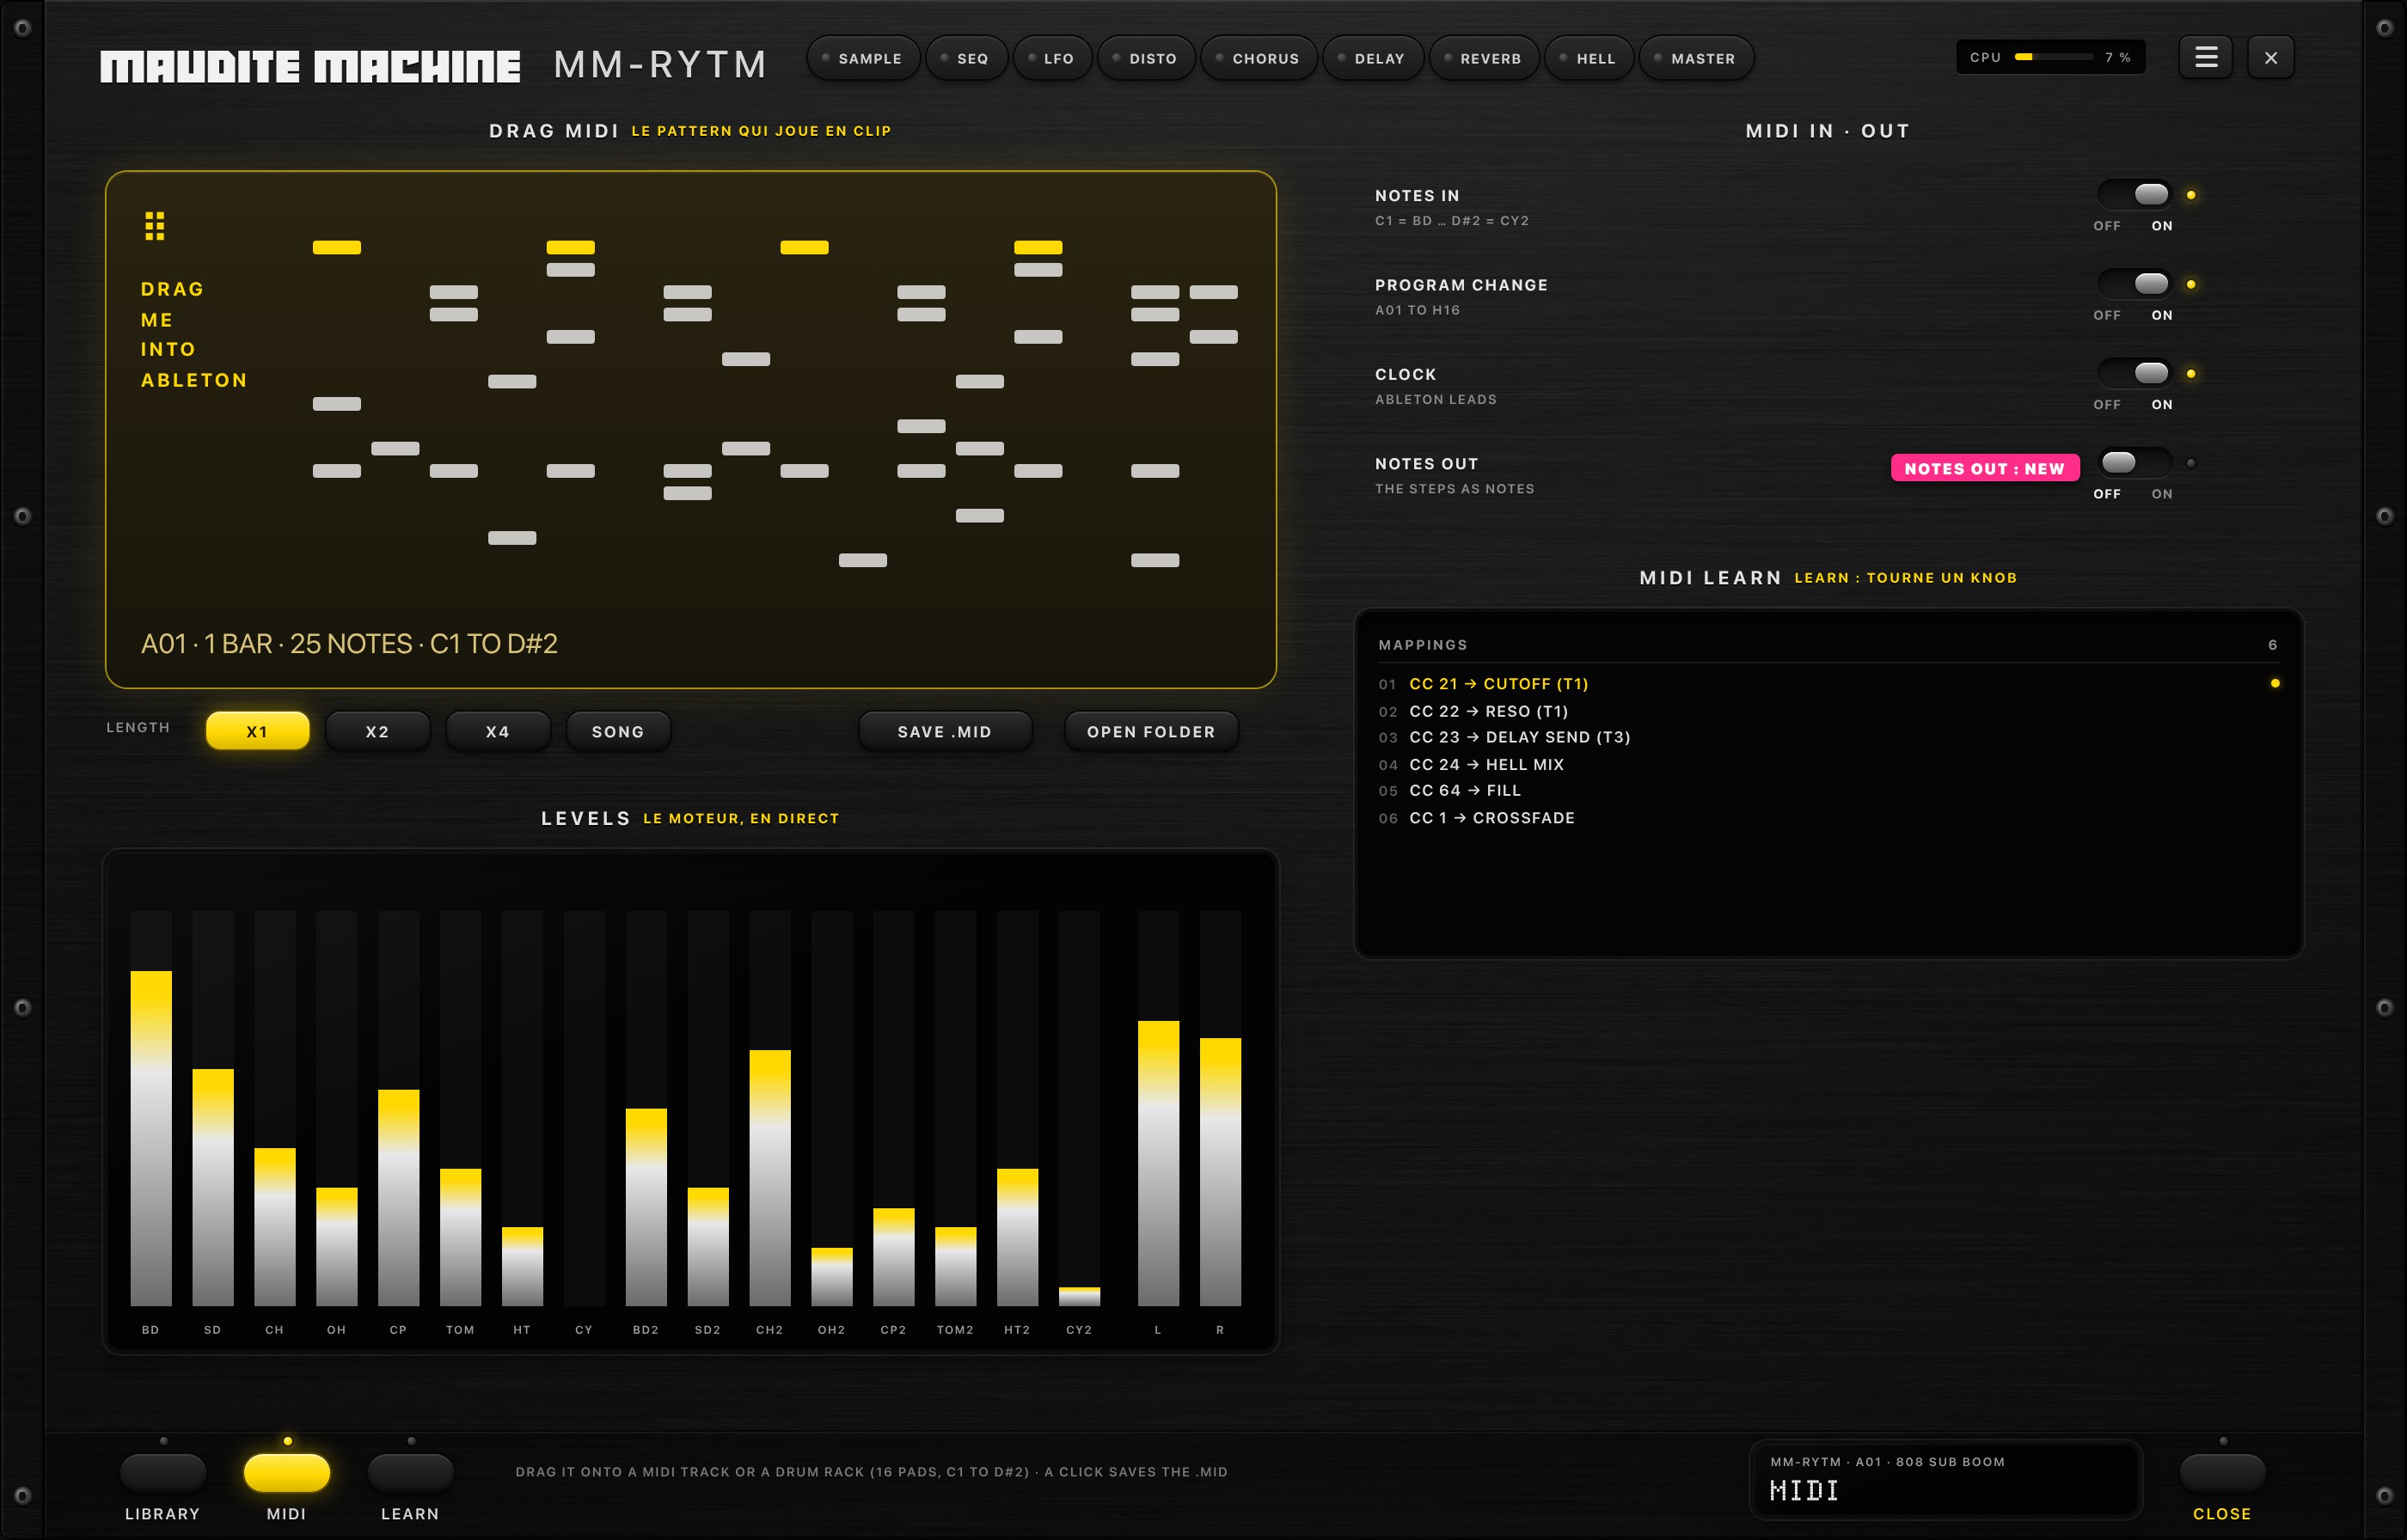 MAUDITE MACHINE MM-RYTM
SAMPLE SEQ LFO DISTO CHORUS DELAY REVERB HELL MASTER
CPU 7 %
DRAG MIDI LE PATTERN QUI JOUE EN CLIP
DRAG
ME
INTO
ABLETON
A01 · 1 BAR · 25 NOTES · C1 TO D#2
LENGTH X1 X2 X4 SONG SAVE .MID OPEN FOLDER
LEVELS LE MOTEUR, EN DIRECT
BD SD CH OH CP TOM HT CY BD2 SD2 CH2 OH2 CP2 TOM2 HT2 CY2 L R
MIDI IN · OUT
NOTES IN
C1 = BD … D#2 = CY2
OFF ON
PROGRAM CHANGE
A01 TO H16
OFF ON
CLOCK
ABLETON LEADS
OFF ON
NOTES OUT
THE STEPS AS NOTES
NOTES OUT : NEW
OFF ON
MIDI LEARN LEARN : TOURNE UN KNOB
MAPPINGS 6
01 CC 21 → CUTOFF (T1)
02 CC 22 → RESO (T1)
03 CC 23 → DELAY SEND (T3)
04 CC 24 → HELL MIX
05 CC 64 → FILL
06 CC 1 → CROSSFADE
LIBRARY MIDI LEARN
DRAG IT ONTO A MIDI TRACK OR A DRUM RACK (16 PADS, C1 TO D#2) · A CLICK SAVES THE .MID
MM-RYTM · A01 · 808 SUB BOOM
MIDI
CLOSE